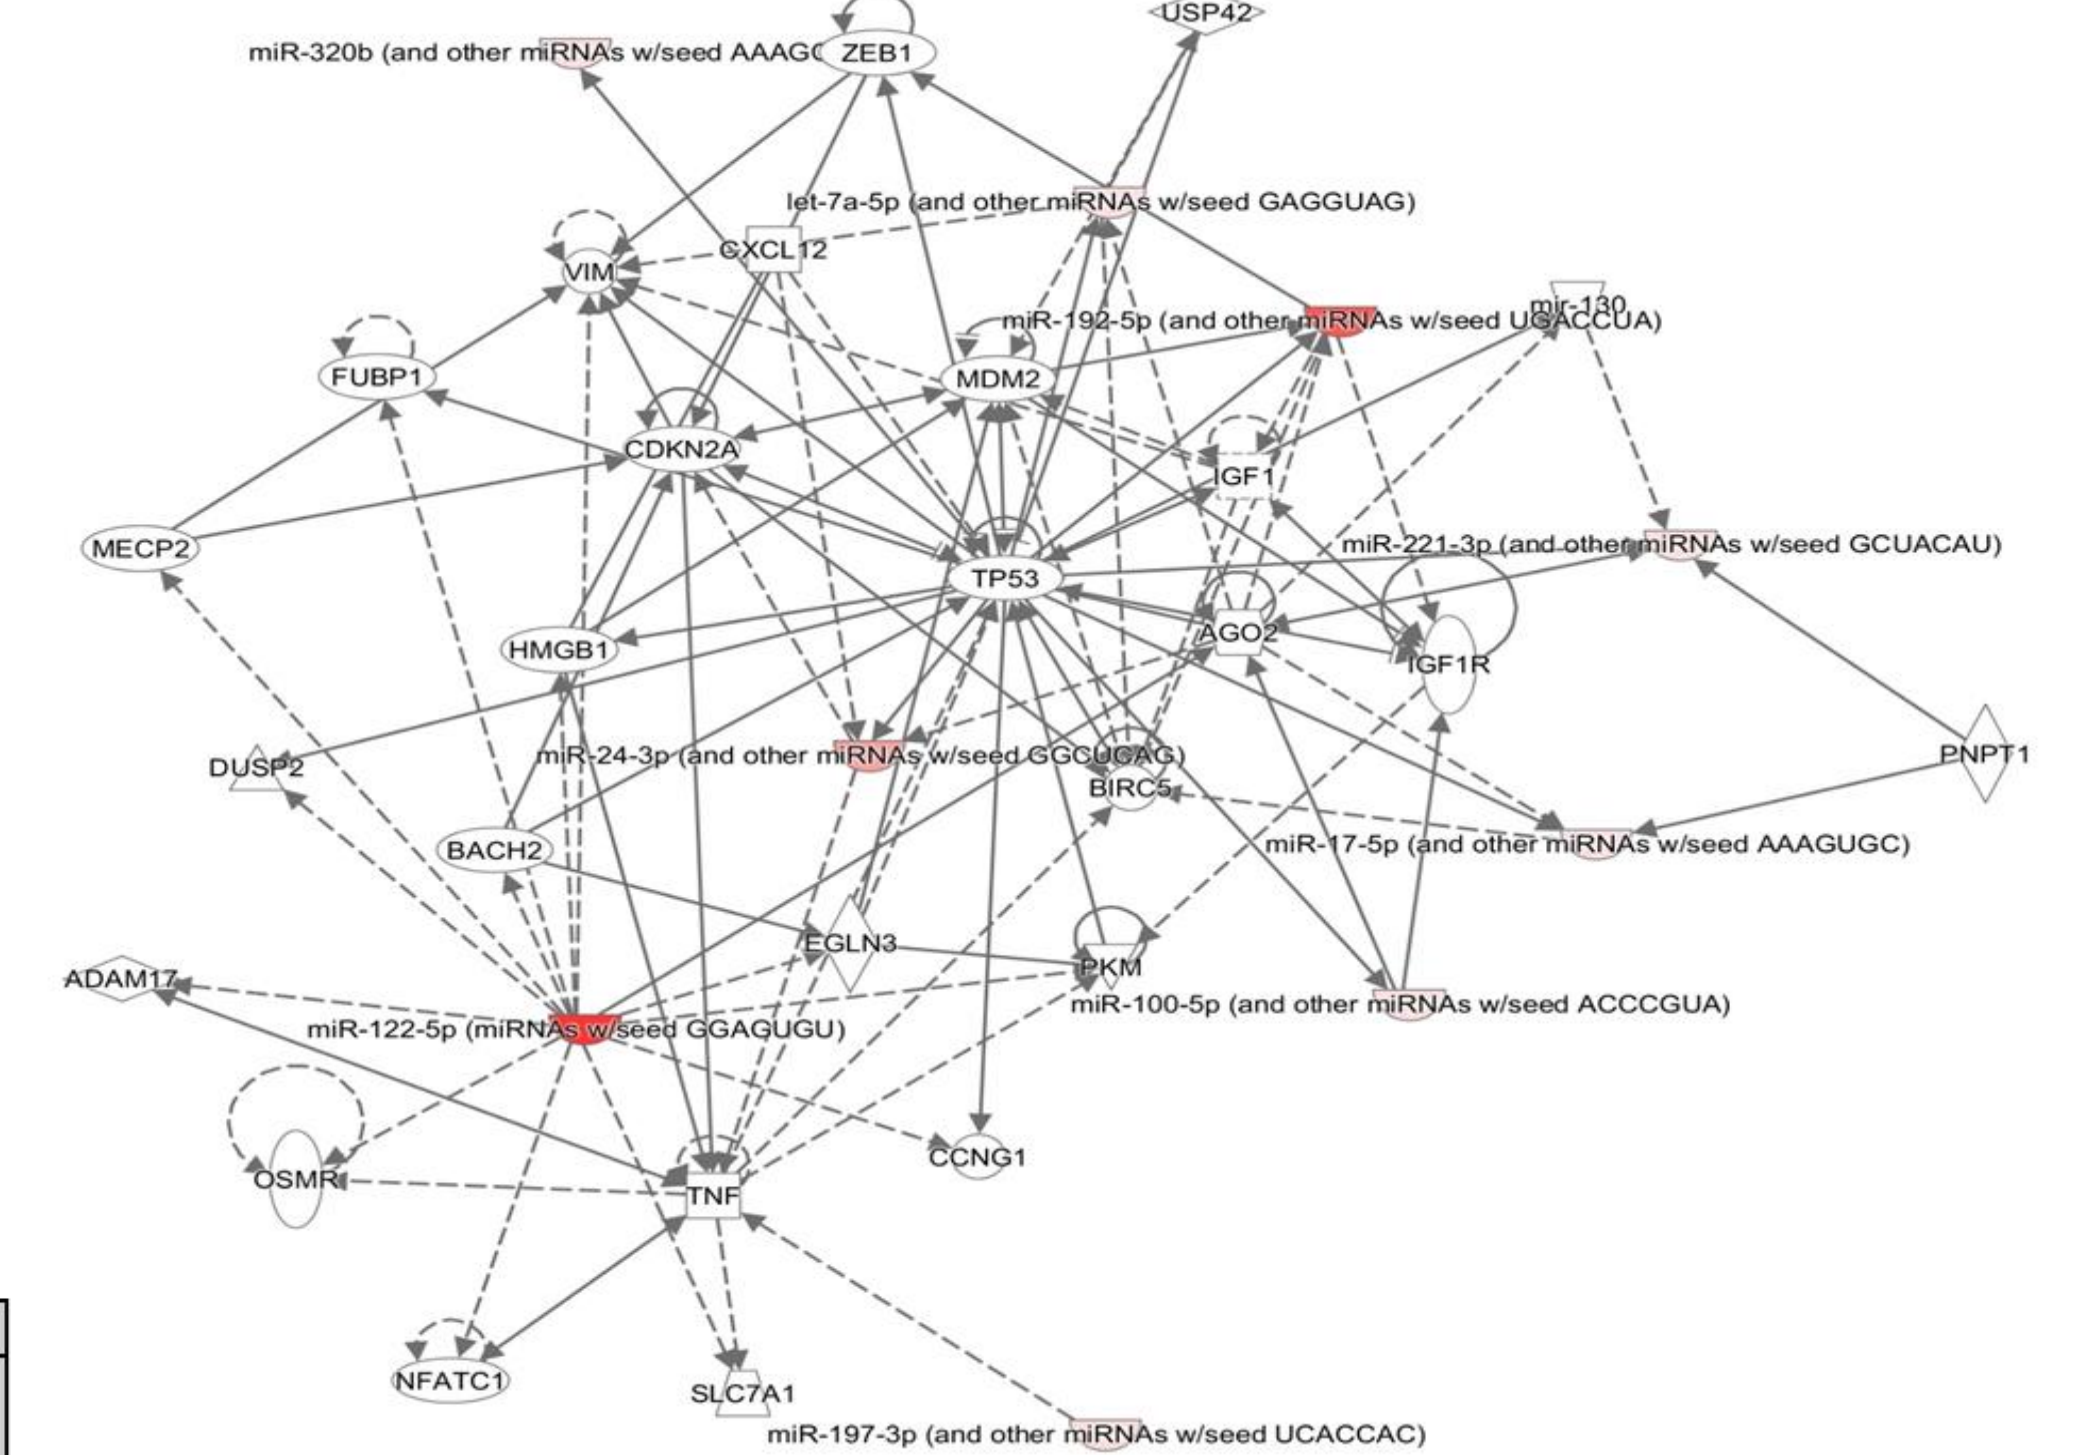 USP42
miR-320b (and other miRNAs w/seed AAAGC
ZEB1
let-7a-5p (and other miRNAs w/seed GAGGUAG)
CXCL12
VIM
mir-130
miR-192-5p (and other miRNAs w/seed UGACCUA)
FUBP1
MDM2
CDKN2A
IGF1
MECP2
miR-221-3p (and other miRNAs w/seed GCUACAU)
TP53
AGO2
HMGB1
IGF1R
miR-24-3p (and other miRNAs w/seed GGCUCAG)
PNPT1
DUSP2
BIRC5
miR-17-5p (and other miRNAs w/seed AAAGUGC)
BACH2
EGLN3
PKM
ADAM17
miR-100-5p (and other miRNAs w/seed ACCCGUA)
miR-122-5p (miRNAs w/seed GGAGUGU)
CCNG1
OSMR
TNF
NFATC1
SLC7A1
miR-197-3p (and other miRNAs w/seed UCACCAC)